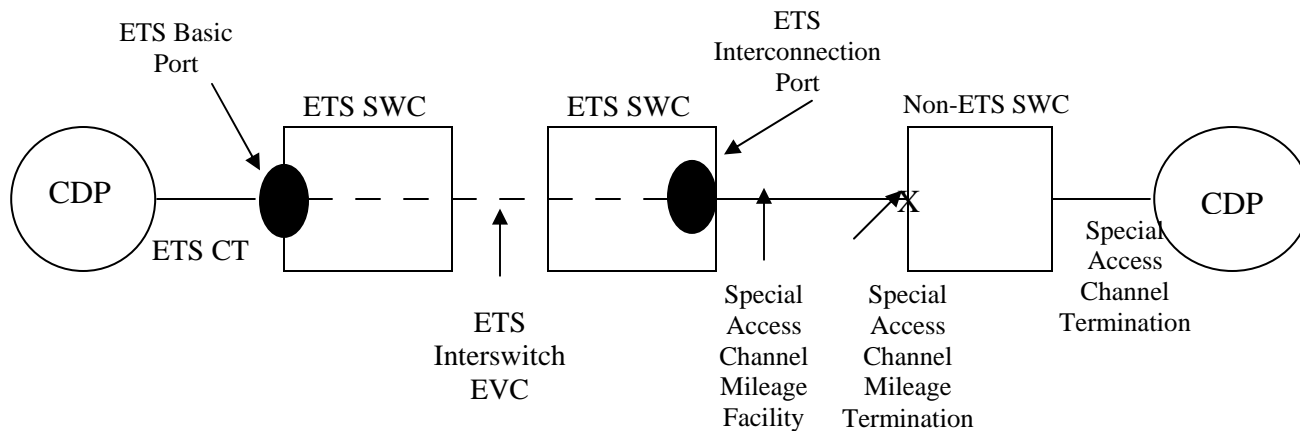 ETS Basic
Port
ETS
Interconnection
Port
ETS SWC
ETS SWC
Non-ETS SWC
CDP
X
CDP
ETS CT
ETS
Interswitch
EVC
Special
Access
Channel
Mileage
Facility
Special
Access
Channel
Mileage
Termination
Special
Access
Channel
Termination